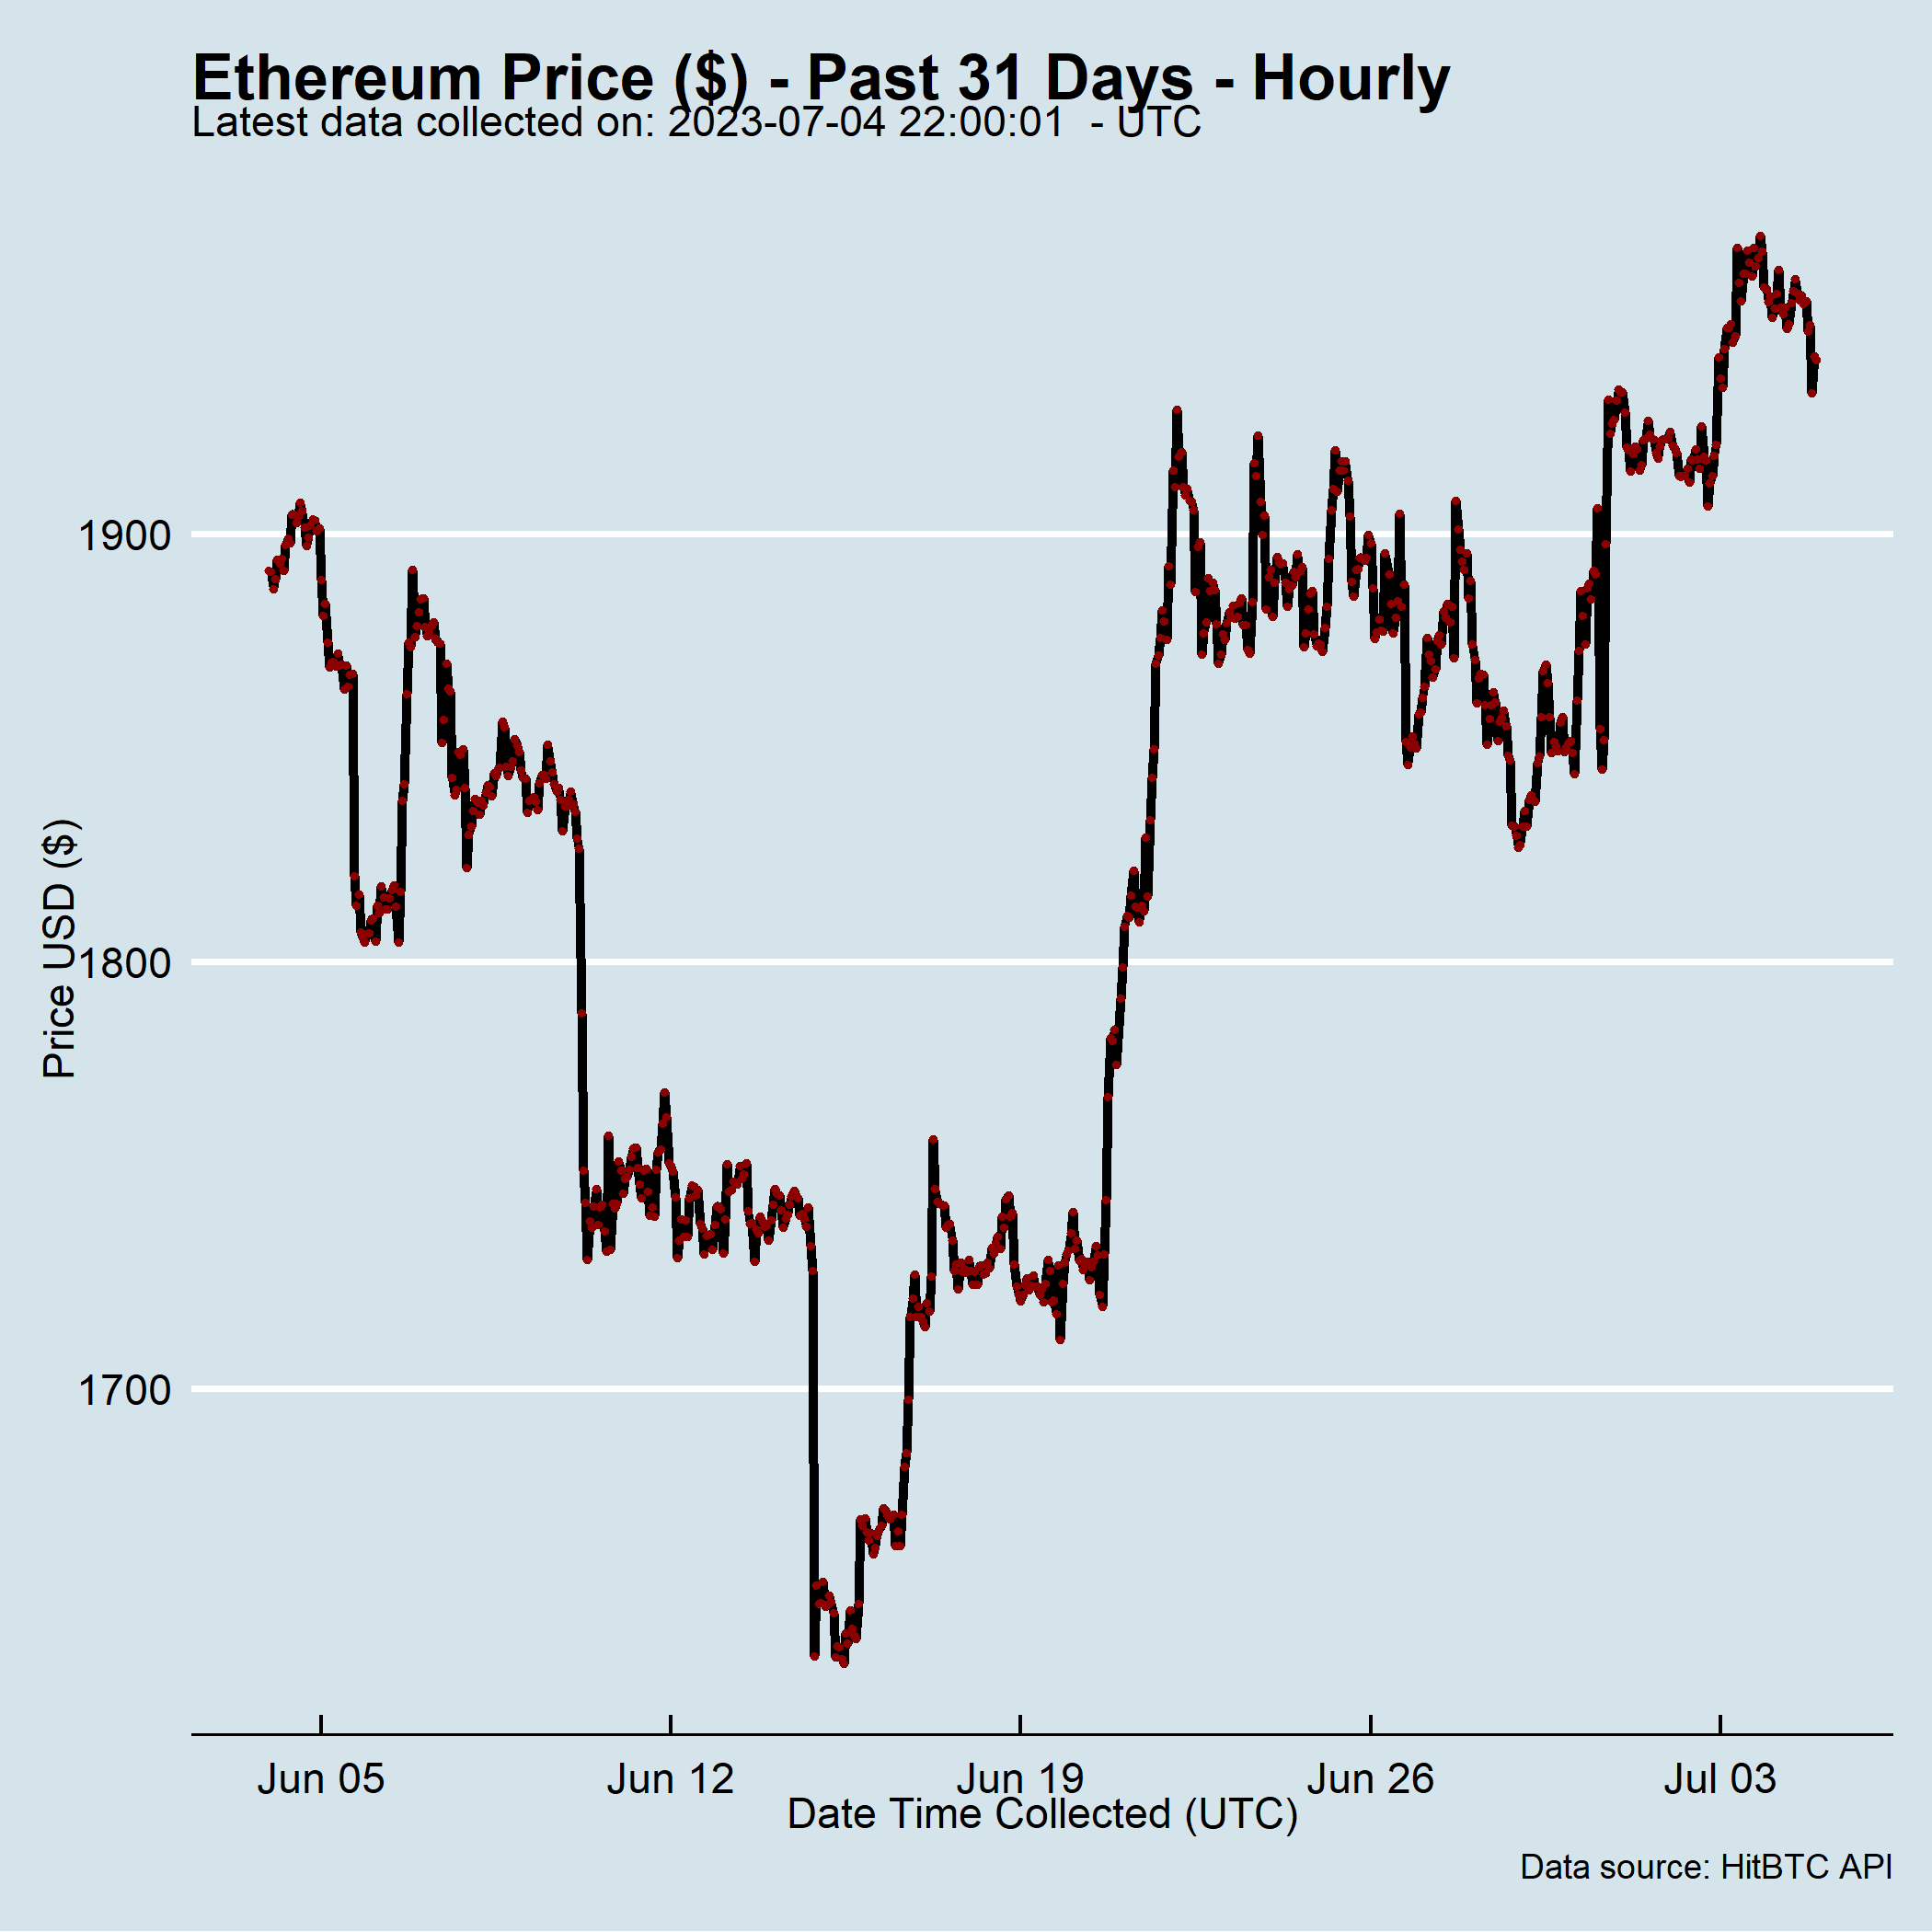 Ethereum Price ($) - Past 31 Days - Hourly
Latest data collected on: 2023-07-04 22:00:01  - UTC
Price USD ($)
1900
1800
1700
Jun 05
Jun 12
Jun 19
Jun 26
Jul 03
Date Time Collected (UTC)
Data source: HitBTC API